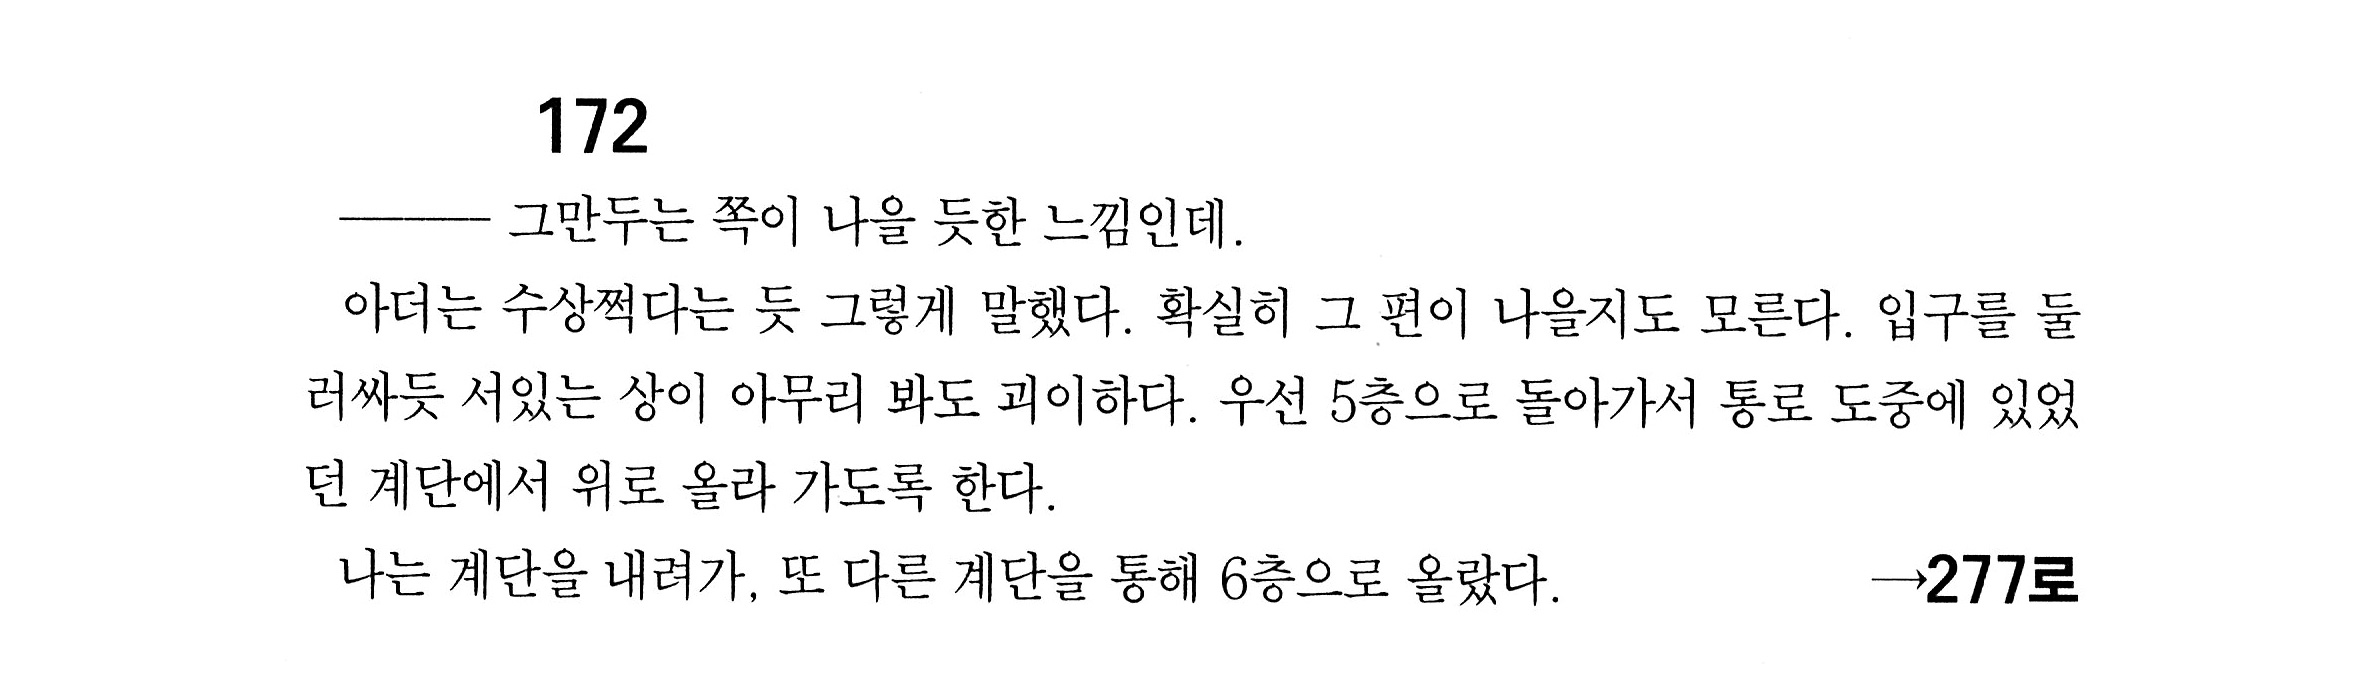 172
——— 그만두는 쪽이 나을 듯한 느낌인데.
아더는 수상쩍다는 듯 그렇게 말했다. 확실히 그 편이 나을지도 모른다. 입구를 둘
러싸듯 서있는 상이 아무리 봐도 괴이하다. 우선 5층으로 돌아가서 통로 도중에 있었
던 계단에서 위로 올라 가도록 한다.
나는 계단을 내려가, 또 다른 계단을 통해 6층으로 올랐다. →277로